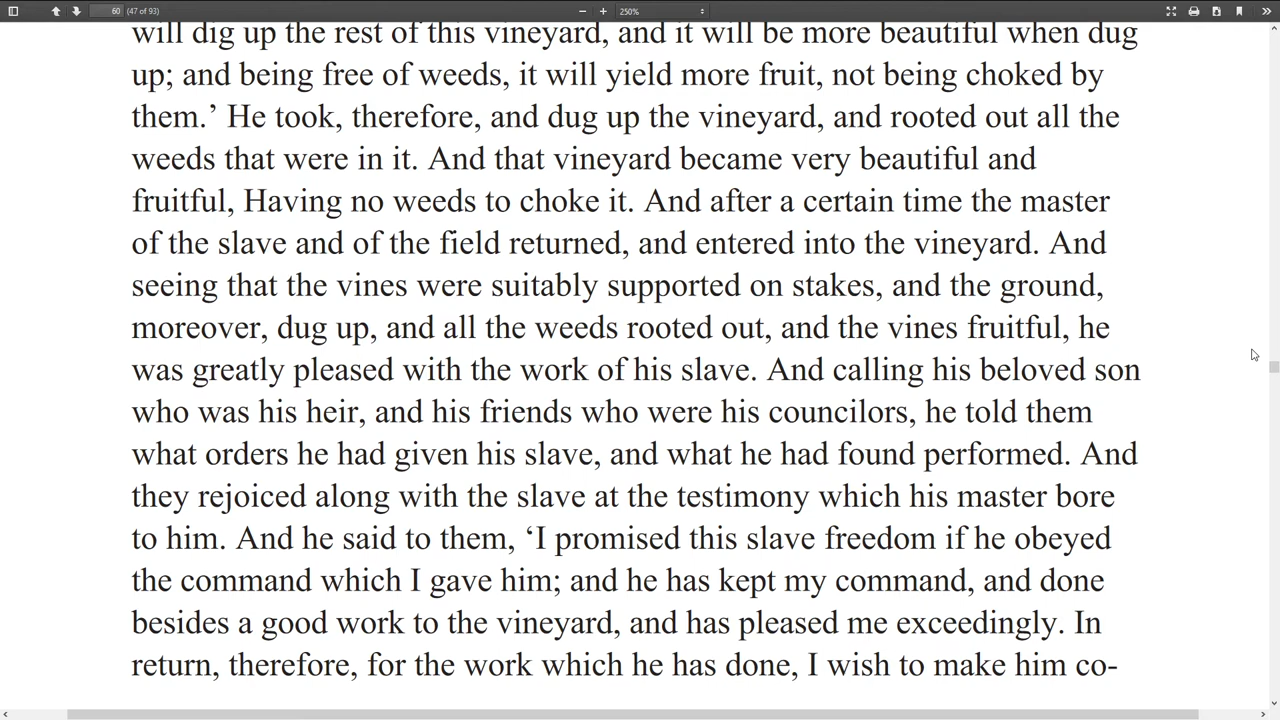 60 (47 of 93) 250%
will dig up the rest of this vineyard, and it will be more beautiful when dug
up; and being free of weeds, it will yield more fruit, not being choked by
them.’ He took, therefore, and dug up the vineyard, and rooted out all the
weeds that were in it. And that vineyard became very beautiful and
fruitful, Having no weeds to choke it. And after a certain time the master
of the slave and of the field returned, and entered into the vineyard. And
seeing that the vines were suitably supported on stakes, and the ground,
moreover, dug up, and all the weeds rooted out, and the vines fruitful, he
was greatly pleased with the work of his slave. And calling his beloved son
who was his heir, and his friends who were his councilors, he told them
what orders he had given his slave, and what he had found performed. And
they rejoiced along with the slave at the testimony which his master bore
to him. And he said to them, ‘I promised this slave freedom if he obeyed
the command which I gave him; and he has kept my command, and done
besides a good work to the vineyard, and has pleased me exceedingly. In
return, therefore, for the work which he has done, I wish to make him co-